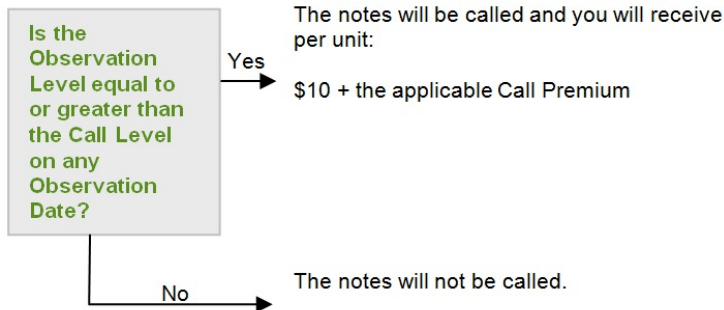 Is the
Observation
Level equal to
or greater than
the Call Level
on any
Observation
Date?
Yes
The notes will be called and you will receive
per unit:
$10 + the applicable Call Premium
No
The notes will not be called.